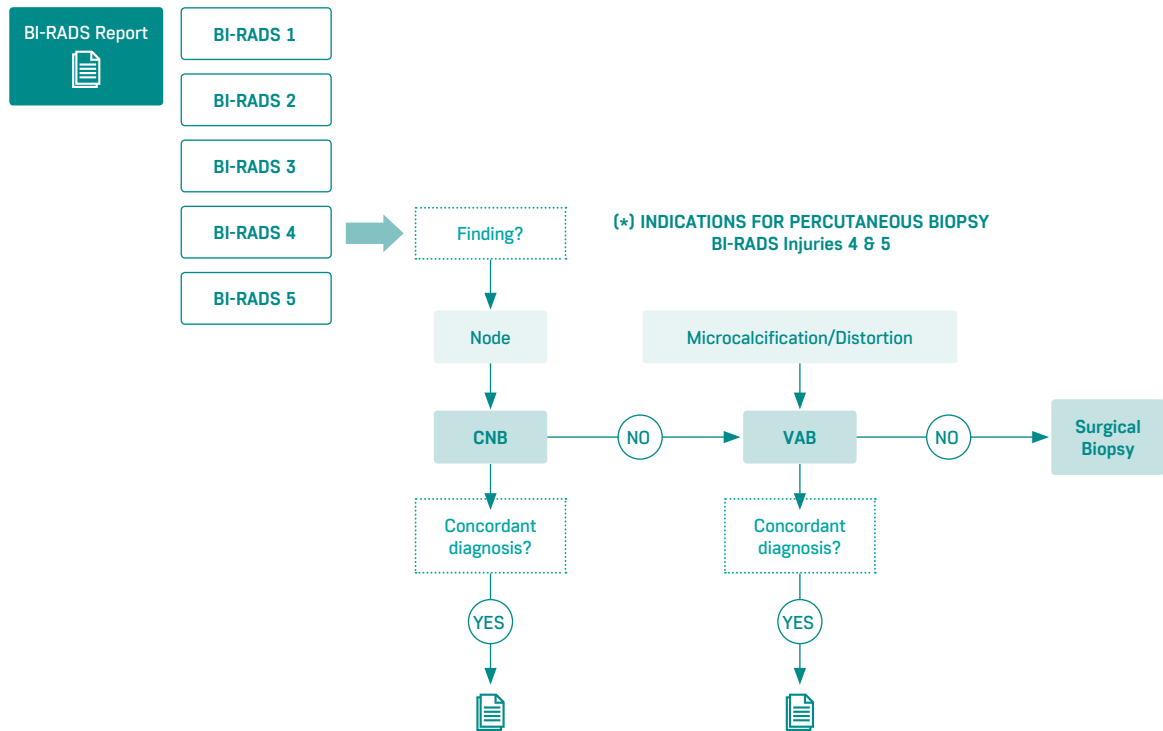 BI-RADS Report
BI-RADS 1
BI-RADS 2
BI-RADS 3
BI-RADS 4
BI-RADS 5
Finding?
(*) INDICATIONS FOR PERCUTANEOUS BIOPSY
BI-RADS Injuries 4 & 5
Node
Microcalcification/Distortion
CNB
NO
VAB
NO
Surgical
Biopsy
Concordant
diagnosis?
Concordant
diagnosis?
YES
YES